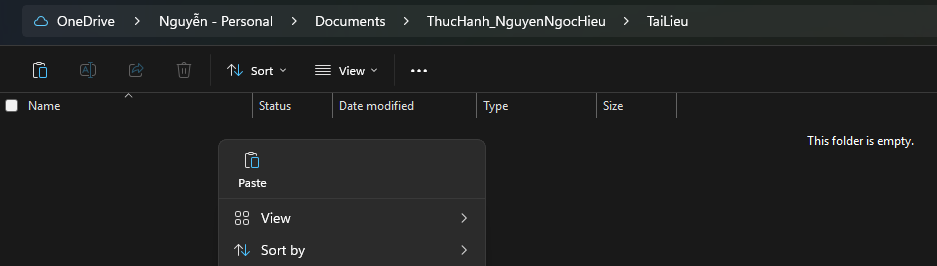 OneDrive > Nguyễn - Personal > Documents > ThucHanh_NguyenNgocHieu > TaiLieu
Sort View ...
Name Status Date modified Type Size
This folder is empty.
Paste
View
Sort by